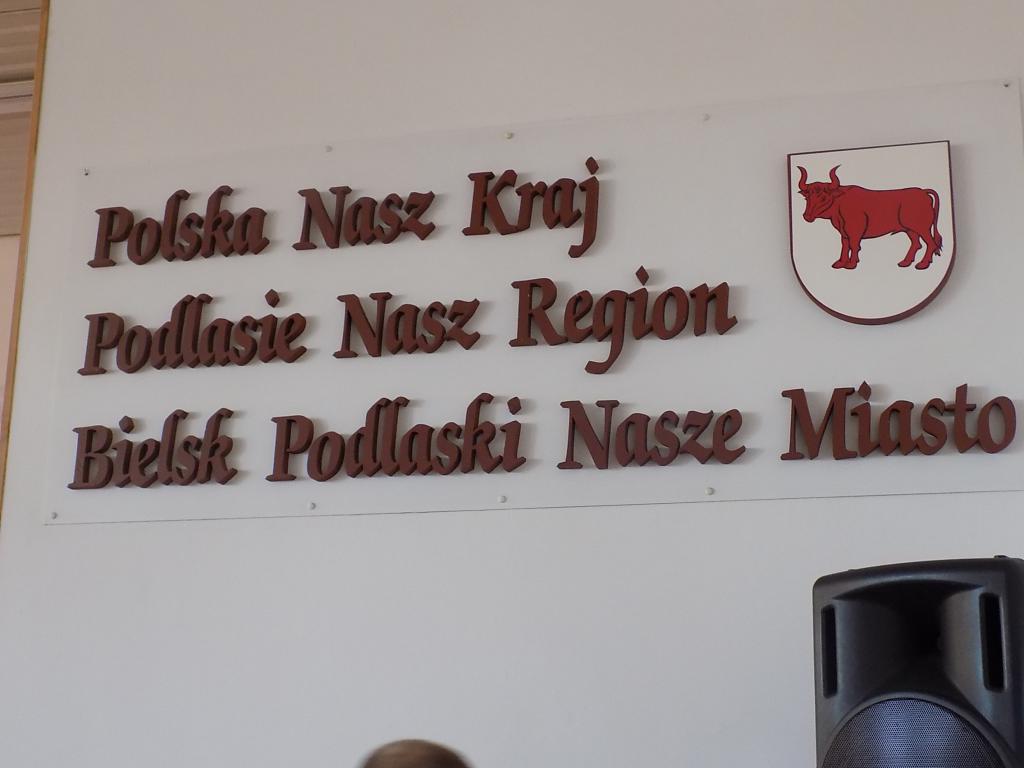 Polska Nasz Kraj
Podlasie Nasz Region
Bielsk Podlaski Nasze Miasto